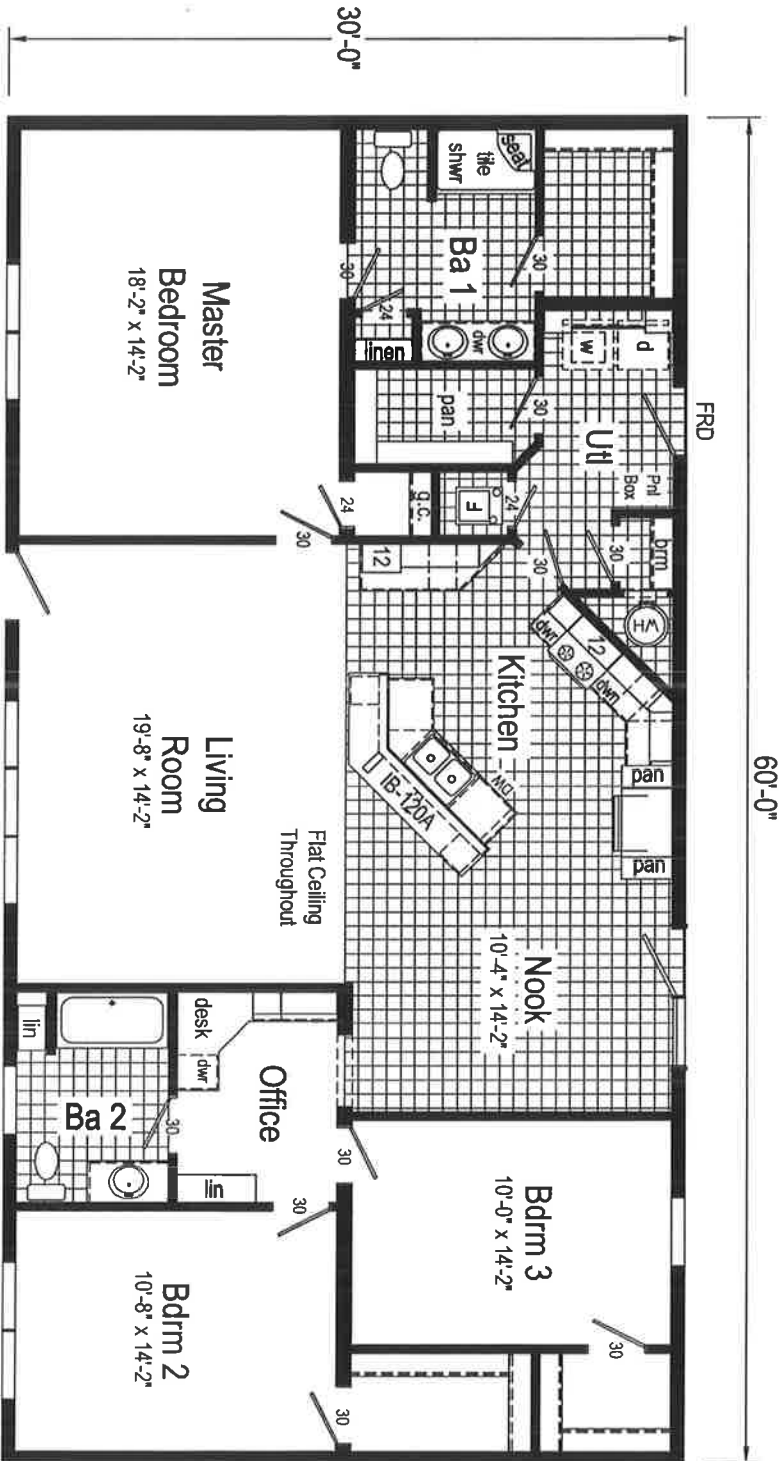 30'-0"
60'-0"
FRD
seat
tile
shwr
Ba 1
30
30
24
linen
dwr
Master
Bedroom
18'-2" x 14'-2"
d
w
Utl
Pnl
Box
pan
30
g.c.
24
F
24
30
brm
30
30
WH
12
12
dwr
dwr
Kitchen
DW
IB-120A
pan
pan
Living
Room
19'-8" x 14'-2"
Flat Ceiling
Throughout
Nook
10'-4" x 14'-2"
desk
dwr
Office
lin
Ba 2
30
lin
30
30
Bdrm 3
10'-0" x 14'-2"
30
Bdrm 2
10'-8" x 14'-2"
30